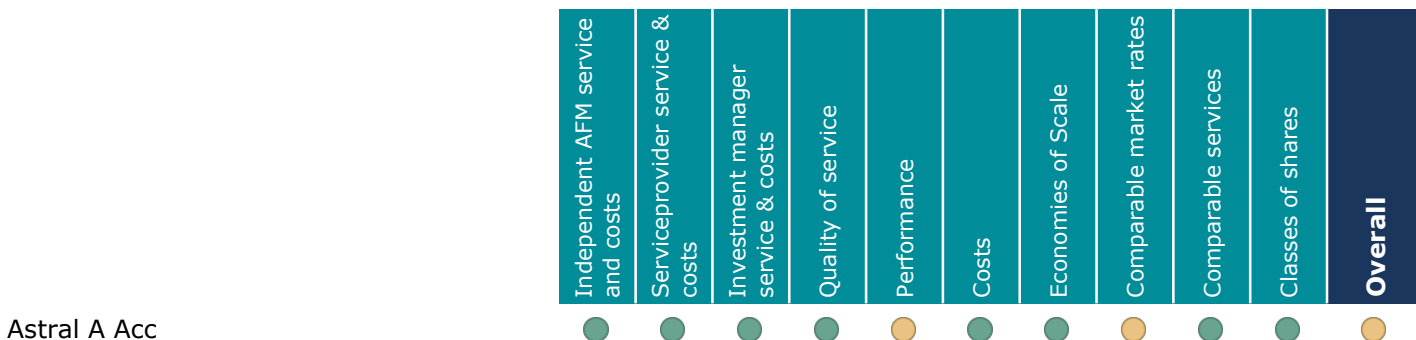 Independent AFM service
and costs
Serviceprovider service &
costs
Investment manager
service & costs
Quality of service
Performance
Costs
Economies of Scale
Comparable market rates
Comparable services
Classes of shares
Overall
Astral A Acc